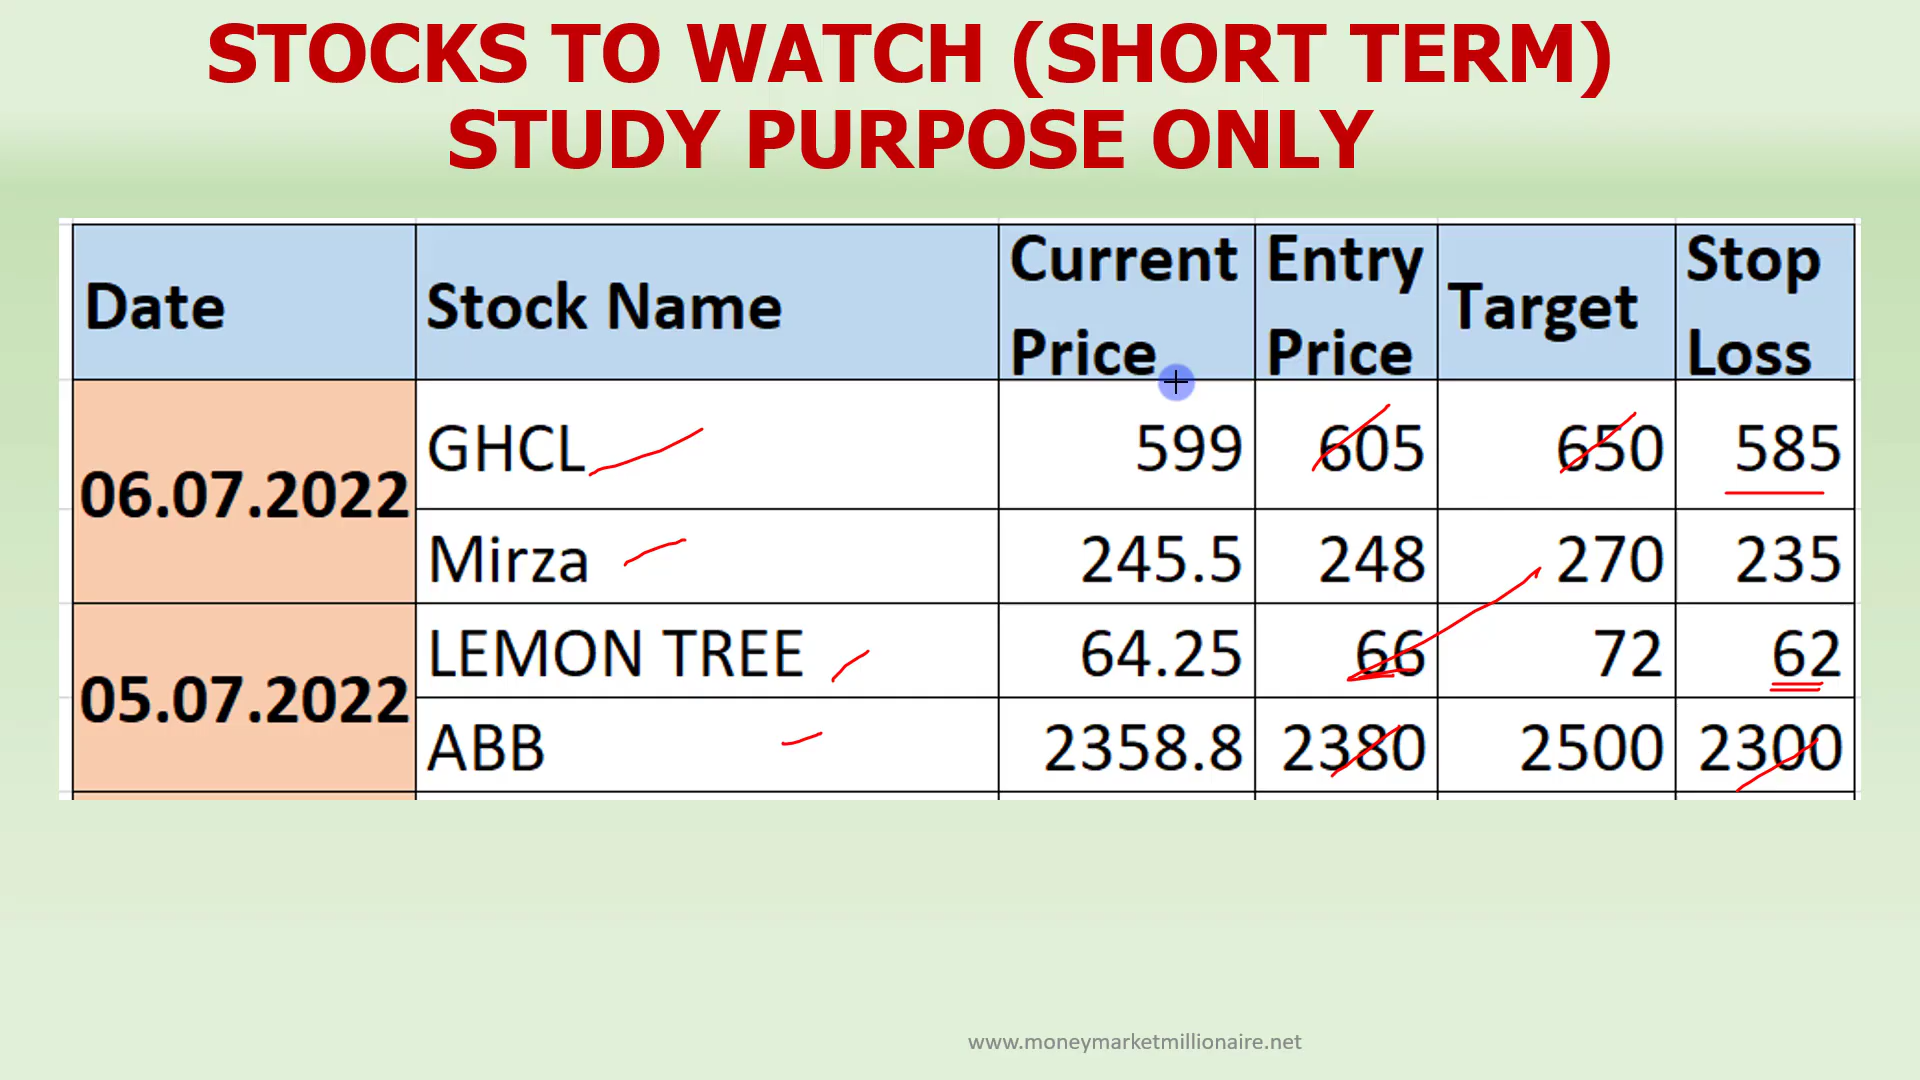 STOCKS TO WATCH (SHORT TERM)
STUDY PURPOSE ONLY
Date Stock Name Current Price Entry Price Target Stop Loss
06.07.2022 GHCL 599 605 650 585
Mirza 245.5 248 270 235
05.07.2022 LEMON TREE 64.25 66 72 62
ABB 2358.8 2380 2500 2300
www.moneymarketmillionaire.net